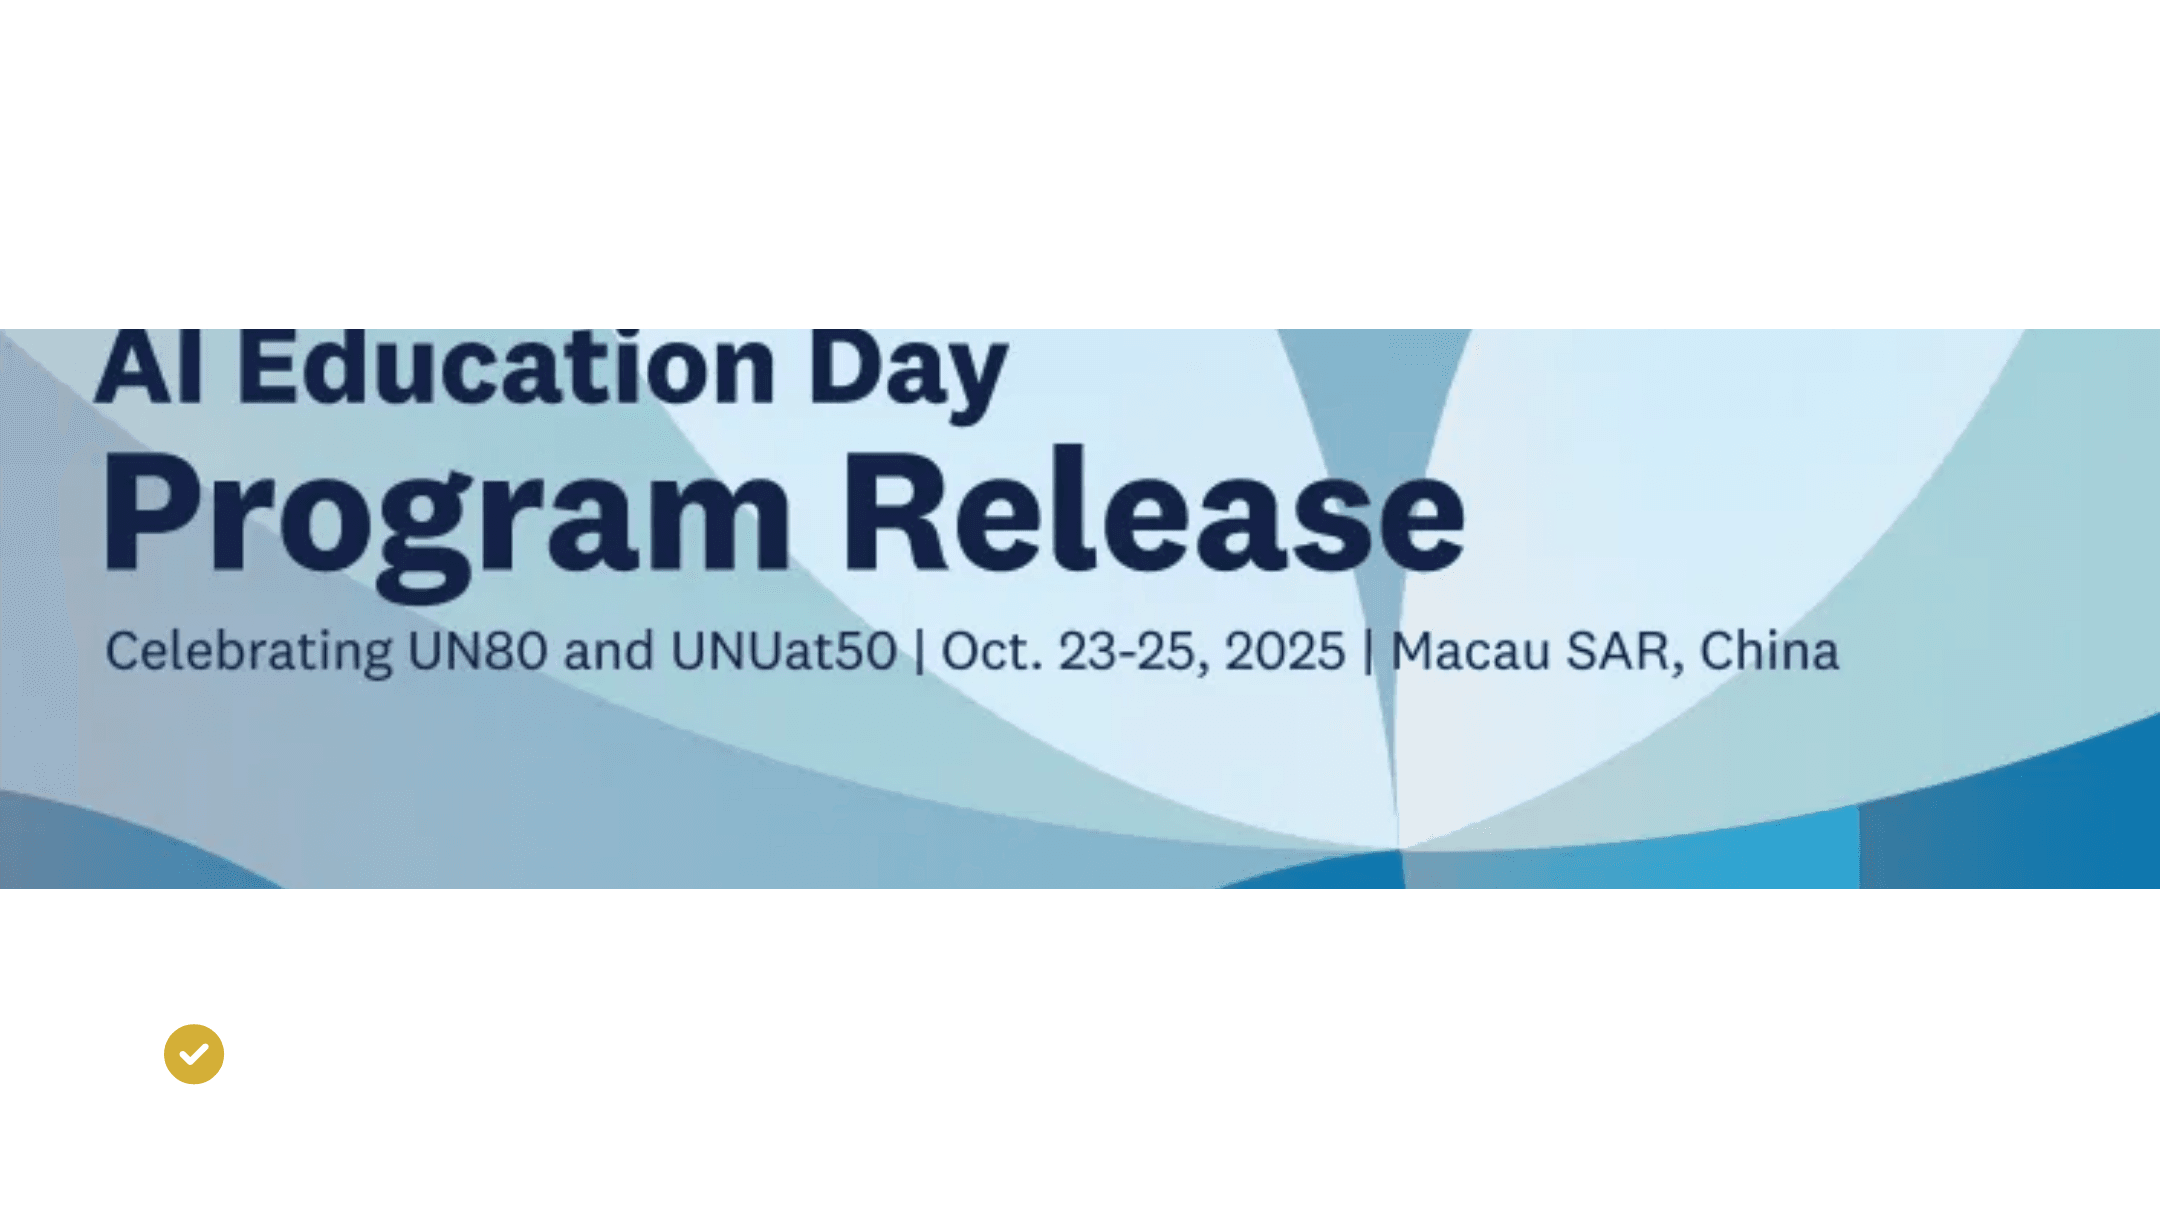 AI Education Day
Program Release
Celebrating UN80 and UNUat50 | Oct. 23-25, 2025 | Macau SAR, China